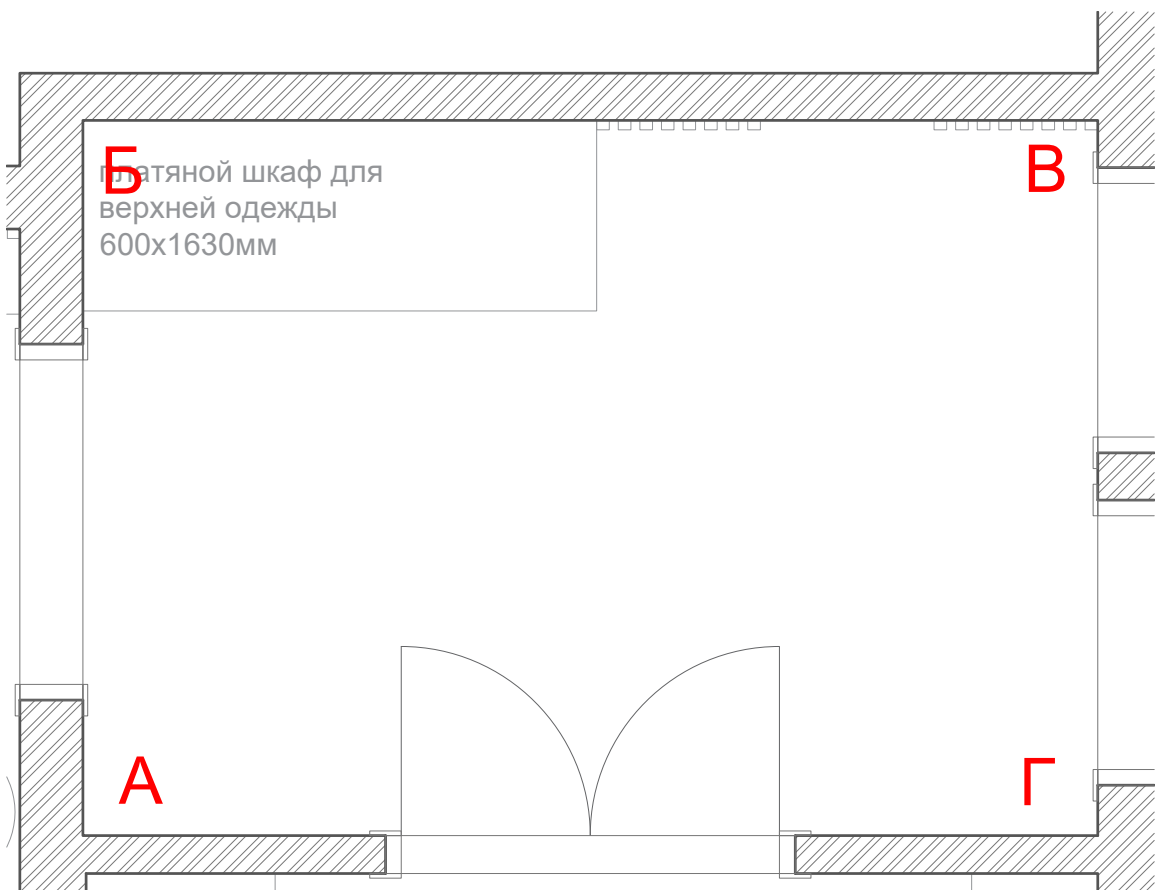 Б
платяной шкаф для
верхней одежды
600х1630мм
В
А
Г